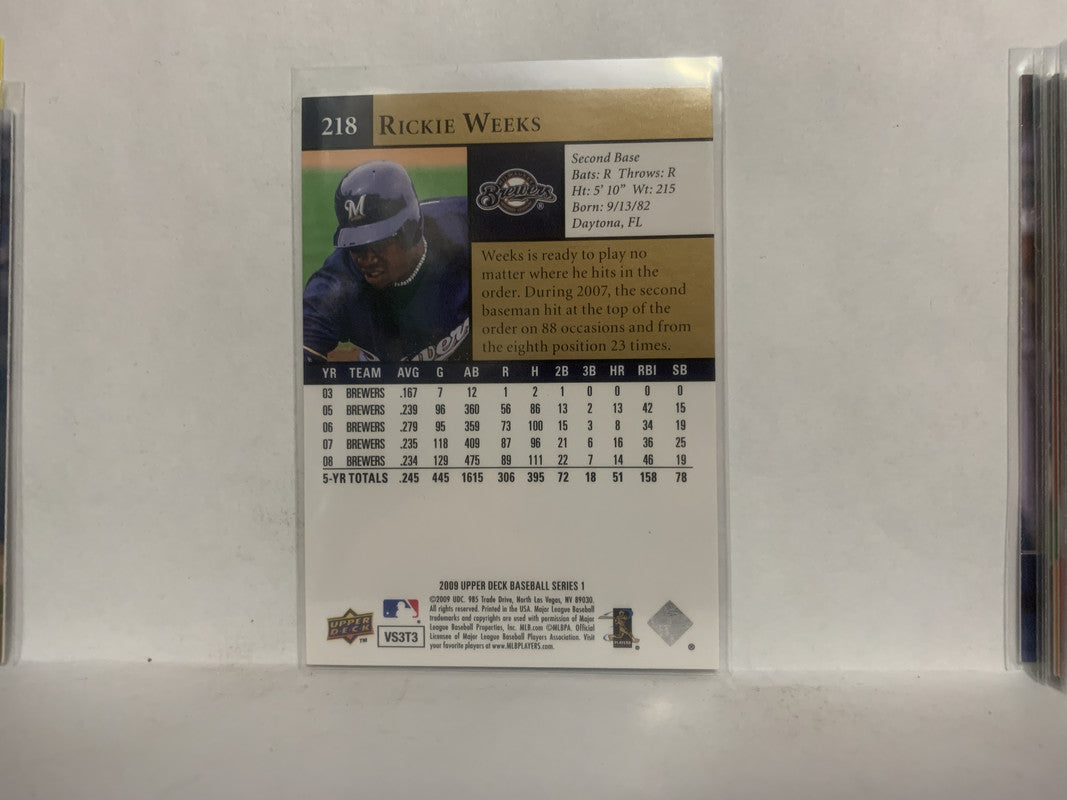 218 RICKIE WEEKS
M
Brewers
Second Base
Bats: R Throws: R
Ht: 5' 10" Wt: 215
Born: 9/13/82
Daytona, FL
Weeks is ready to play no
matter where he hits in the
order. During 2007, the second
baseman hit at the top of the
order on 88 occasions and from
the eighth position 23 times.
YR TEAM AVG G AB R H 2B 3B HR RBI SB
03 BREWERS .167 7 12 1 2 1 0 0 0 0
05 BREWERS .239 96 360 56 86 13 2 13 42 15
06 BREWERS .279 95 359 73 100 15 3 8 34 19
07 BREWERS .235 118 409 87 96 21 6 16 36 25
08 BREWERS .234 129 475 89 111 22 7 14 46 19
5-YR TOTALS .245 445 1615 306 395 72 18 51 158 78
2009 UPPER DECK BASEBALL SERIES 1
©2009 UDC. 985 Trade Drive, North Las Vegas, NV 89030.
All rights reserved. Printed in the USA. Major League Baseball
trademarks and copyrights are used with permission of Major
League Baseball Properties, Inc. MLB.com ©MLBPA. Official
Licensee of Major League Baseball Players Association. Visit
your favorite players at www.MLBPLAYERS.com.
UPPER DECK ™
VS3T3
PLAYERS
®